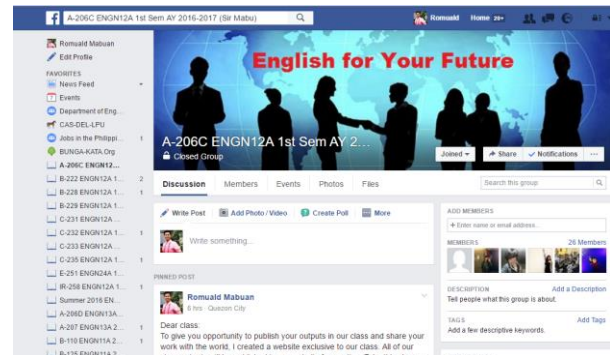 A-206C ENGN12A 1st Sem AY 2016-2017 (Sir Mabu)
Romuald Home 20+
Romuald Mabuan
Edit Profile
FAVORITES
News Feed
Events
Department of Eng...
CAS-DEL-LPU
Jobs in the Philippi... 1
BUNGA-KATA.Org
A-206C ENGN12...
B-222 ENGN12A 1... 2
B-228 ENGN12A 1... 1
B-229 ENGN12A 1...
C-231 ENGN12A...
C-232 ENGN12A 1... 1
C-233 ENGN12A...
C-235 ENGN12A 1...
E-251 ENGN24A 1...
IR-258 ENGN12A 1... 1
Summer 2016 EN...
A-206D ENGN13A...
A-207 ENGN13A 2... 1
B-110 ENGN11A 2... 1
English for Your Future
A-206C ENGN12A 1st Sem AY 2...
Closed Group
Joined Share Notifications
Discussion Members Events Photos Files
Search this group
Write Post Add Photo / Video Create Poll More
Write something...
PINNED POST
Romuald Mabuan
6 hrs · Quezon City
Dear class:
To give you opportunity to publish your outputs in our class and share your
work with the world, I created a website exclusive to our class. All of our
ADD MEMBERS
+ Enter name or email address...
MEMBERS 26 Members
DESCRIPTION Add a Description
Tell people what this group is about.
TAGS Add Tags
Add a few descriptive keywords.